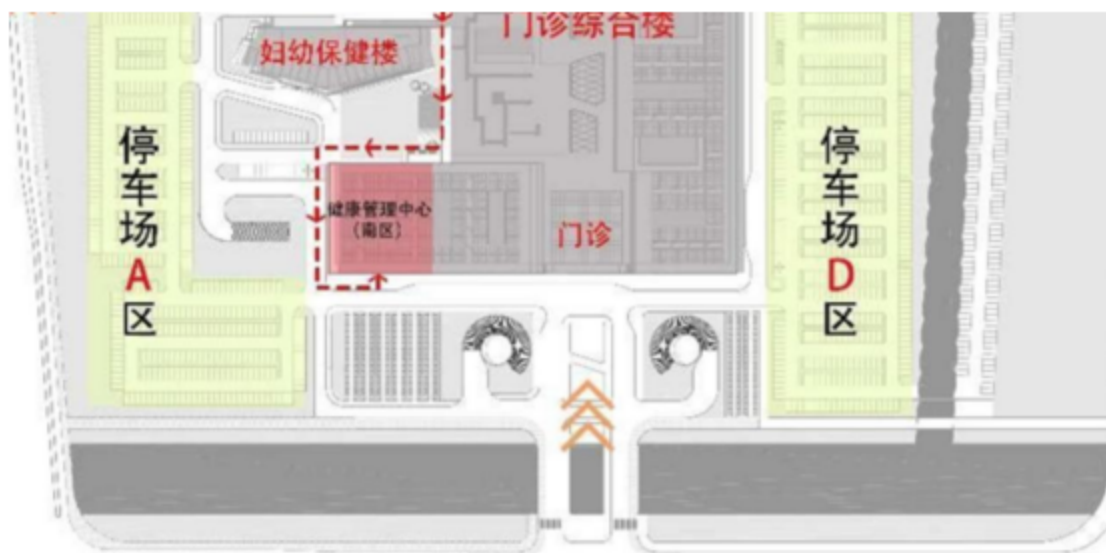 门诊综合楼
妇幼保健楼
停车场A区
健康管理中心
（南区）
门诊
停车场D区